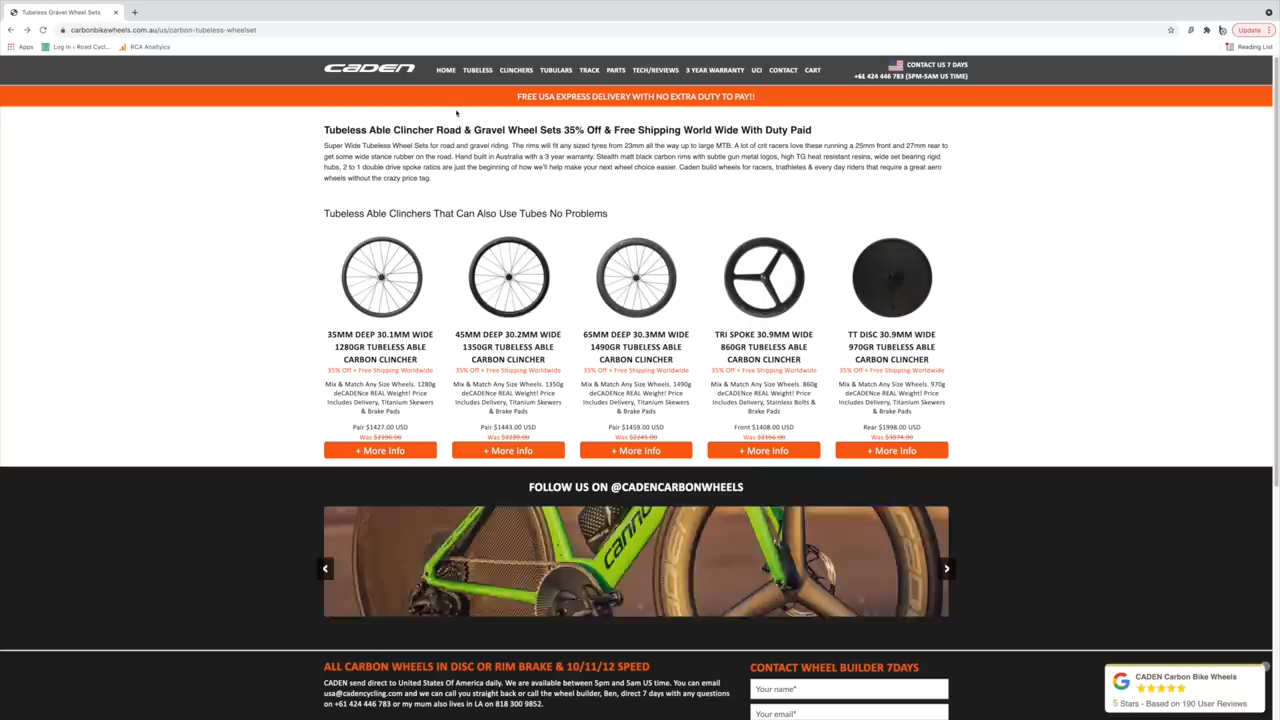 Tubeless Gravel Wheel Sets
carbonbikewheels.com.au/us/carbon-tubeless-wheelset
Update
Apps
Log In ‹ Road Cycl...
RCA Analtyics
Reading List
CADEN
HOME TUBELESS CLINCHERS TUBULARS TRACK PARTS TECH/REVIEWS 3 YEAR WARRANTY UCI CONTACT CART
CONTACT US 7 DAYS
+61 424 446 783 (5PM-5AM US TIME)
FREE USA EXPRESS DELIVERY WITH NO EXTRA DUTY TO PAY!!
Tubeless Able Clincher Road & Gravel Wheel Sets 35% Off & Free Shipping World Wide With Duty Paid
Super Wide Tubeless Wheel Sets for road and gravel riding. The rims will fit any sized tyres from 23mm all the way up to large MTB. A lot of crit racers love these running a 25mm front and 27mm rear to
get some wide stance rubber on the road. Hand built in Australia with a 3 year warranty. Stealth matt black carbon rims with subtle gun metal logos, high TG heat resistant resins, wide set bearing rigid
hubs, 2 to 1 double drive spoke ratios are just the beginning of how we'll help make your next wheel choice easier. Caden build wheels for racers, triathletes & every day riders that require a great aero
wheels without the crazy price tag.
Tubeless Able Clinchers That Can Also Use Tubes No Problems
35MM DEEP 30.1MM WIDE
1280GR TUBELESS ABLE
CARBON CLINCHER
35% Off + Free Shipping Worldwide
Mix & Match Any Size Wheels. 1280g
deCADENce REAL Weight! Price
Includes Delivery, Titanium Skewers
& Brake Pads
Pair $1427.00 USD
Was $2196.00
+ More Info
45MM DEEP 30.2MM WIDE
1350GR TUBELESS ABLE
CARBON CLINCHER
35% Off + Free Shipping Worldwide
Mix & Match Any Size Wheels. 1350g
deCADENce REAL Weight! Price
Includes Delivery, Titanium Skewers
& Brake Pads
Pair $1443.00 USD
Was $2220.00
+ More Info
65MM DEEP 30.3MM WIDE
1490GR TUBELESS ABLE
CARBON CLINCHER
35% Off + Free Shipping Worldwide
Mix & Match Any Size Wheels. 1490g
deCADENce REAL Weight! Price
Includes Delivery, Titanium Skewers
& Brake Pads
Pair $1459.00 USD
Was $2245.00
+ More Info
TRI SPOKE 30.9MM WIDE
860GR TUBELESS ABLE
CARBON CLINCHER
35% Off + Free Shipping Worldwide
Mix & Match Any Size Wheels. 860g
deCADENce REAL Weight! Price
Includes Delivery, Stainless Bolts &
Brake Pads
Front $1408.00 USD
Was $2166.00
+ More Info
TT DISC 30.9MM WIDE
970GR TUBELESS ABLE
CARBON CLINCHER
35% Off + Free Shipping Worldwide
Mix & Match Any Size Wheels. 970g
deCADENce REAL Weight! Price
Includes Delivery, Titanium Skewers
& Brake Pads
Rear $1998.00 USD
Was $3074.00
+ More Info
FOLLOW US ON @CADENCARBONWHEELS
ALL CARBON WHEELS IN DISC OR RIM BRAKE & 10/11/12 SPEED
CADEN send direct to United States Of America daily. We are available between 5pm and 5am US time. You can email
usa@cadencycling.com and we can call you straight back or call the wheel builder, Ben, direct 7 days with any questions
on +61 424 446 783 or my mum also lives in LA on 818 300 9852.
CONTACT WHEEL BUILDER 7DAYS
Your name*
Your email*
CADEN Carbon Bike Wheels
5 Stars - Based on 190 User Reviews